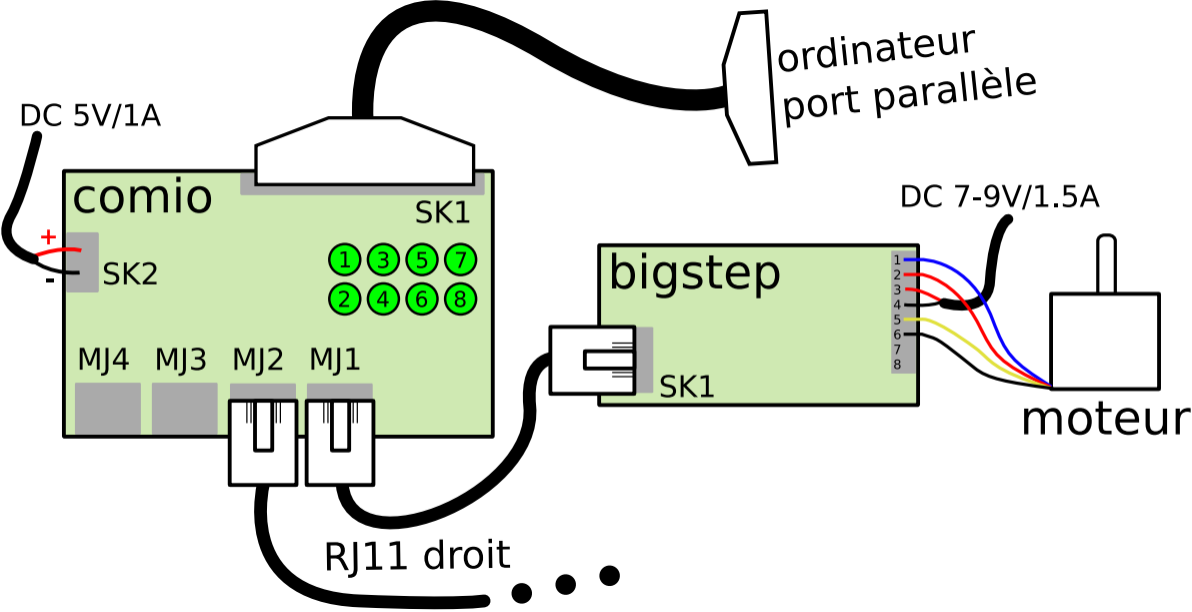 ordinateur
port parallèle
DC 5V/1A
comio
SK1
+
-
SK2
1 3 5 7
2 4 6 8
MJ4 MJ3 MJ2 MJ1
DC 7-9V/1.5A
bigstep
1
2
3
4
5
6
7
8
SK1
moteur
RJ11 droit